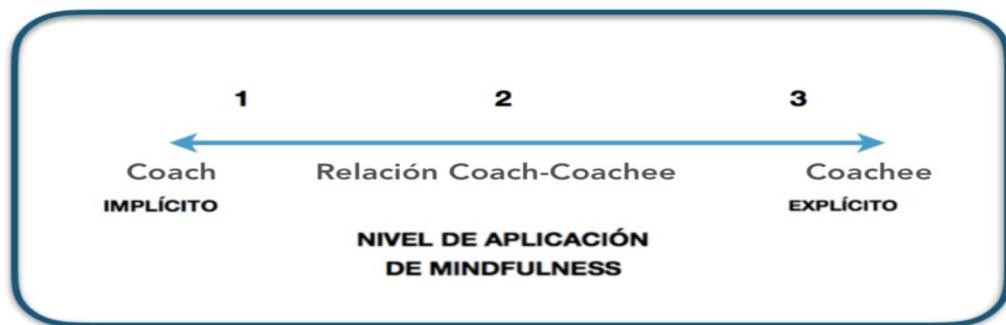 1 2 3
Coach Relación Coach-Coachee Coachee
IMPLÍCITO EXPLÍCITO
NIVEL DE APLICACIÓN
DE MINDFULNESS